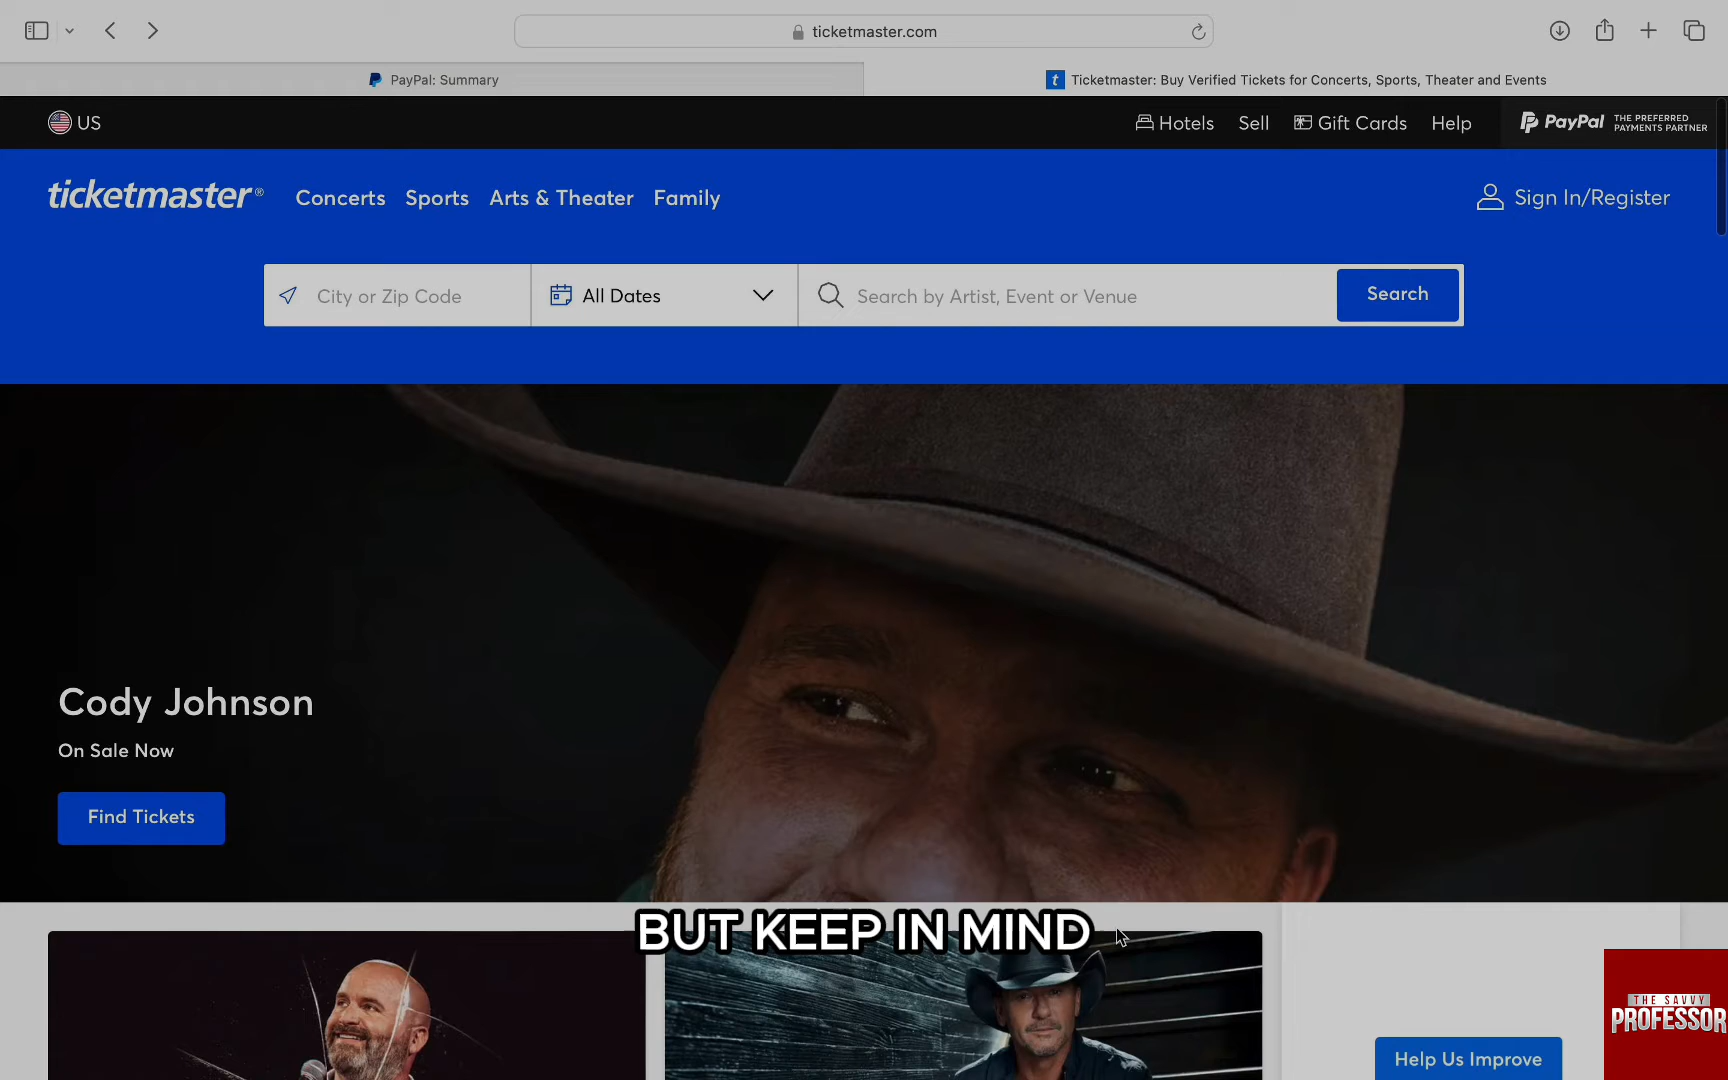 ticketmaster.com
PayPal: Summary
Ticketmaster: Buy Verified Tickets for Concerts, Sports, Theater and Events
US
Hotels Sell Gift Cards Help
PayPal THE PREFERRED
PAYMENTS PARTNER
ticketmaster® Concerts Sports Arts & Theater Family
Sign In/Register
City or Zip Code
All Dates
Search by Artist, Event or Venue
Search
Cody Johnson
On Sale Now
Find Tickets
BUT KEEP IN MIND
THE SAVVY
PROFESSOR
Help Us Improve